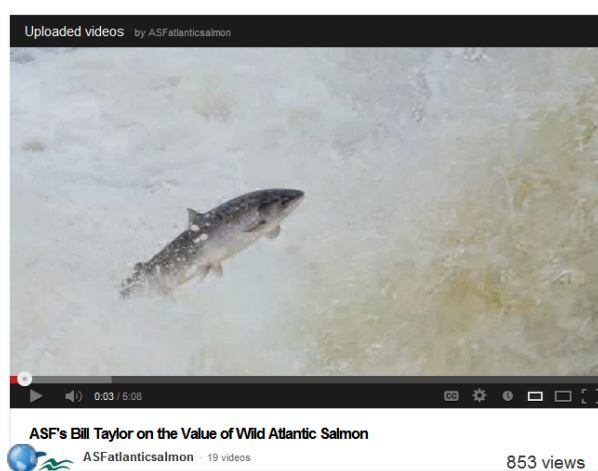 Uploaded videos by ASFatlanticsalmon
0:03 / 5:08 CC
ASF's Bill Taylor on the Value of Wild Atlantic Salmon
ASFatlanticsalmon · 19 videos
853 views